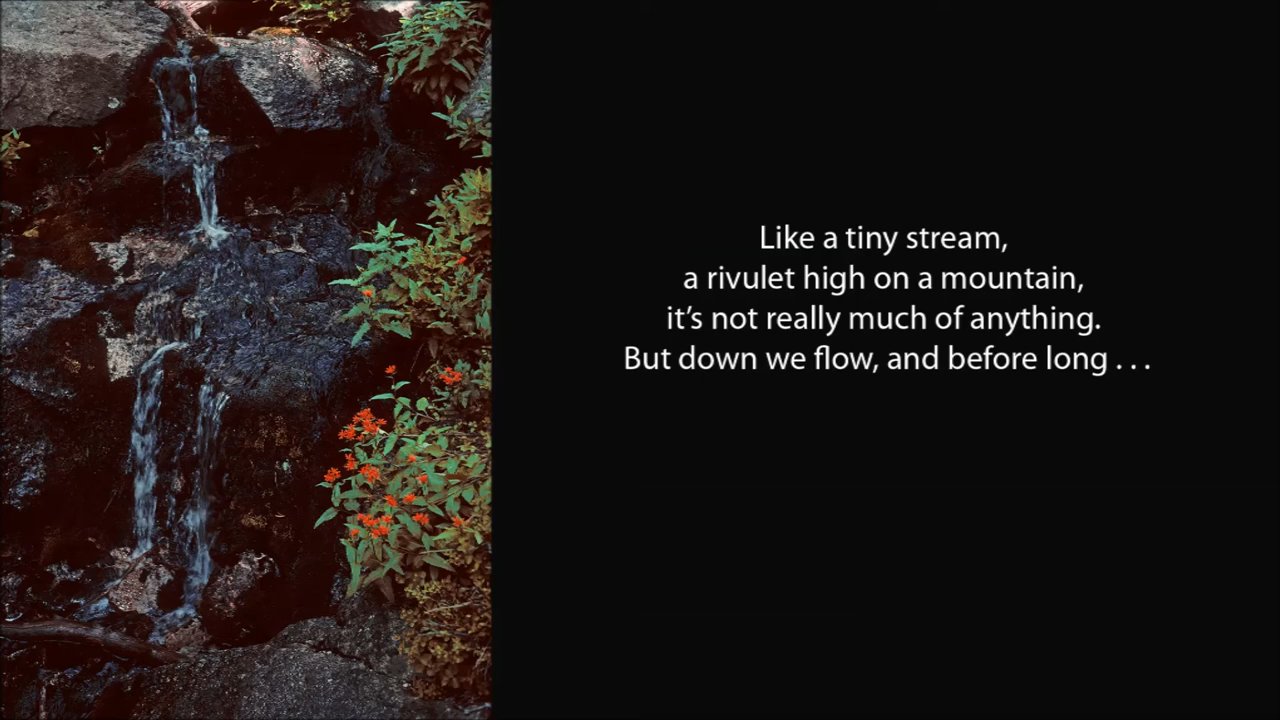 Like a tiny stream,
a rivulet high on a mountain,
it’s not really much of anything.
But down we flow, and before long . . .